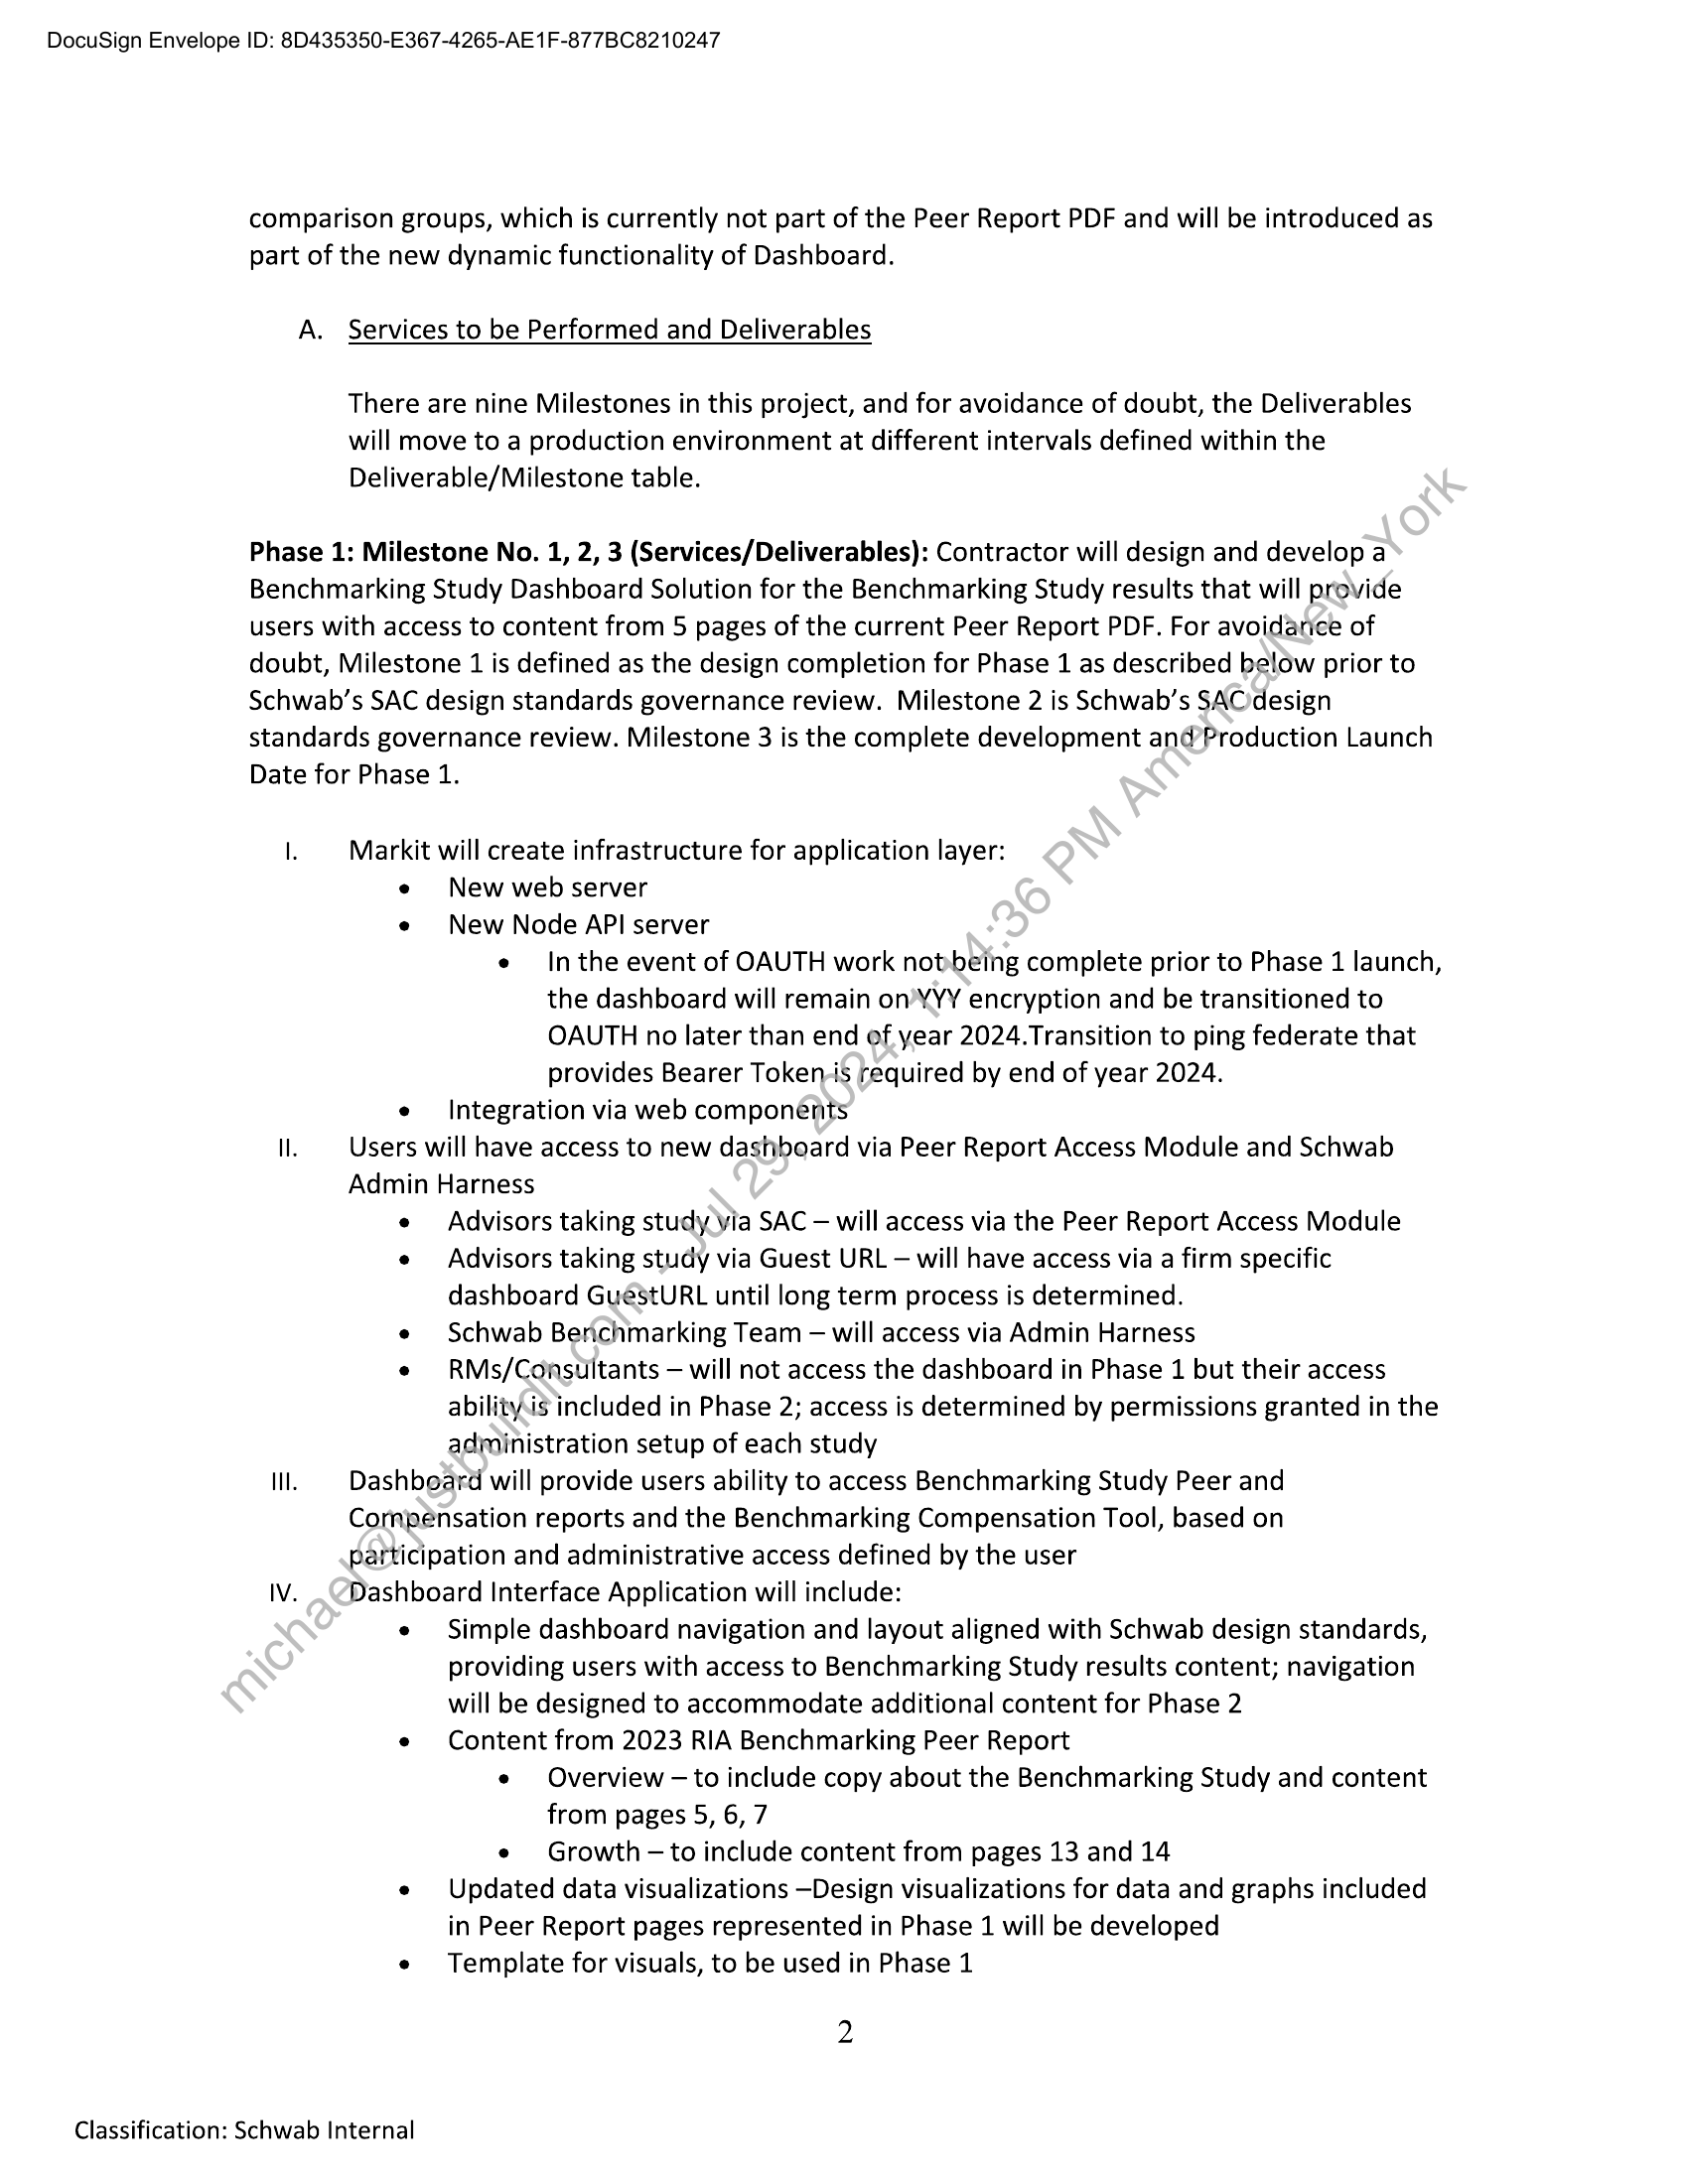 DocuSign Envelope ID: 8D435350-E367-4265-AE1F-877BC8210247
comparison groups, which is currently not part of the Peer Report PDF and will be introduced as
part of the new dynamic functionality of Dashboard.
A. Services to be Performed and Deliverables
There are nine Milestones in this project, and for avoidance of doubt, the Deliverables
will move to a production environment at different intervals defined within the
Deliverable/Milestone table.
Phase 1: Milestone No. 1, 2, 3 (Services/Deliverables): Contractor will design and develop a
Benchmarking Study Dashboard Solution for the Benchmarking Study results that will provide
users with access to content from 5 pages of the current Peer Report PDF. For avoidance of
doubt, Milestone 1 is defined as the design completion for Phase 1 as described below prior to
Schwab’s SAC design standards governance review.  Milestone 2 is Schwab’s SAC design
standards governance review. Milestone 3 is the complete development and Production Launch
Date for Phase 1.
I. Markit will create infrastructure for application layer:
• New web server
• New Node API server
• In the event of OAUTH work not being complete prior to Phase 1 launch,
the dashboard will remain on YYY encryption and be transitioned to
OAUTH no later than end of year 2024.Transition to ping federate that
provides Bearer Token is required by end of year 2024.
• Integration via web components
II. Users will have access to new dashboard via Peer Report Access Module and Schwab
Admin Harness
• Advisors taking study via SAC – will access via the Peer Report Access Module
• Advisors taking study via Guest URL – will have access via a firm specific
dashboard GuestURL until long term process is determined.
• Schwab Benchmarking Team – will access via Admin Harness
• RMs/Consultants – will not access the dashboard in Phase 1 but their access
ability is included in Phase 2; access is determined by permissions granted in the
administration setup of each study
III. Dashboard will provide users ability to access Benchmarking Study Peer and
Compensation reports and the Benchmarking Compensation Tool, based on
participation and administrative access defined by the user
IV. Dashboard Interface Application will include:
• Simple dashboard navigation and layout aligned with Schwab design standards,
providing users with access to Benchmarking Study results content; navigation
will be designed to accommodate additional content for Phase 2
• Content from 2023 RIA Benchmarking Peer Report
• Overview – to include copy about the Benchmarking Study and content
from pages 5, 6, 7
• Growth – to include content from pages 13 and 14
• Updated data visualizations –Design visualizations for data and graphs included
in Peer Report pages represented in Phase 1 will be developed
• Template for visuals, to be used in Phase 1
2
Classification: Schwab Internal
michael@justbuildit.com - Jul 29, 2024, 1:14:36 PM America/New_York